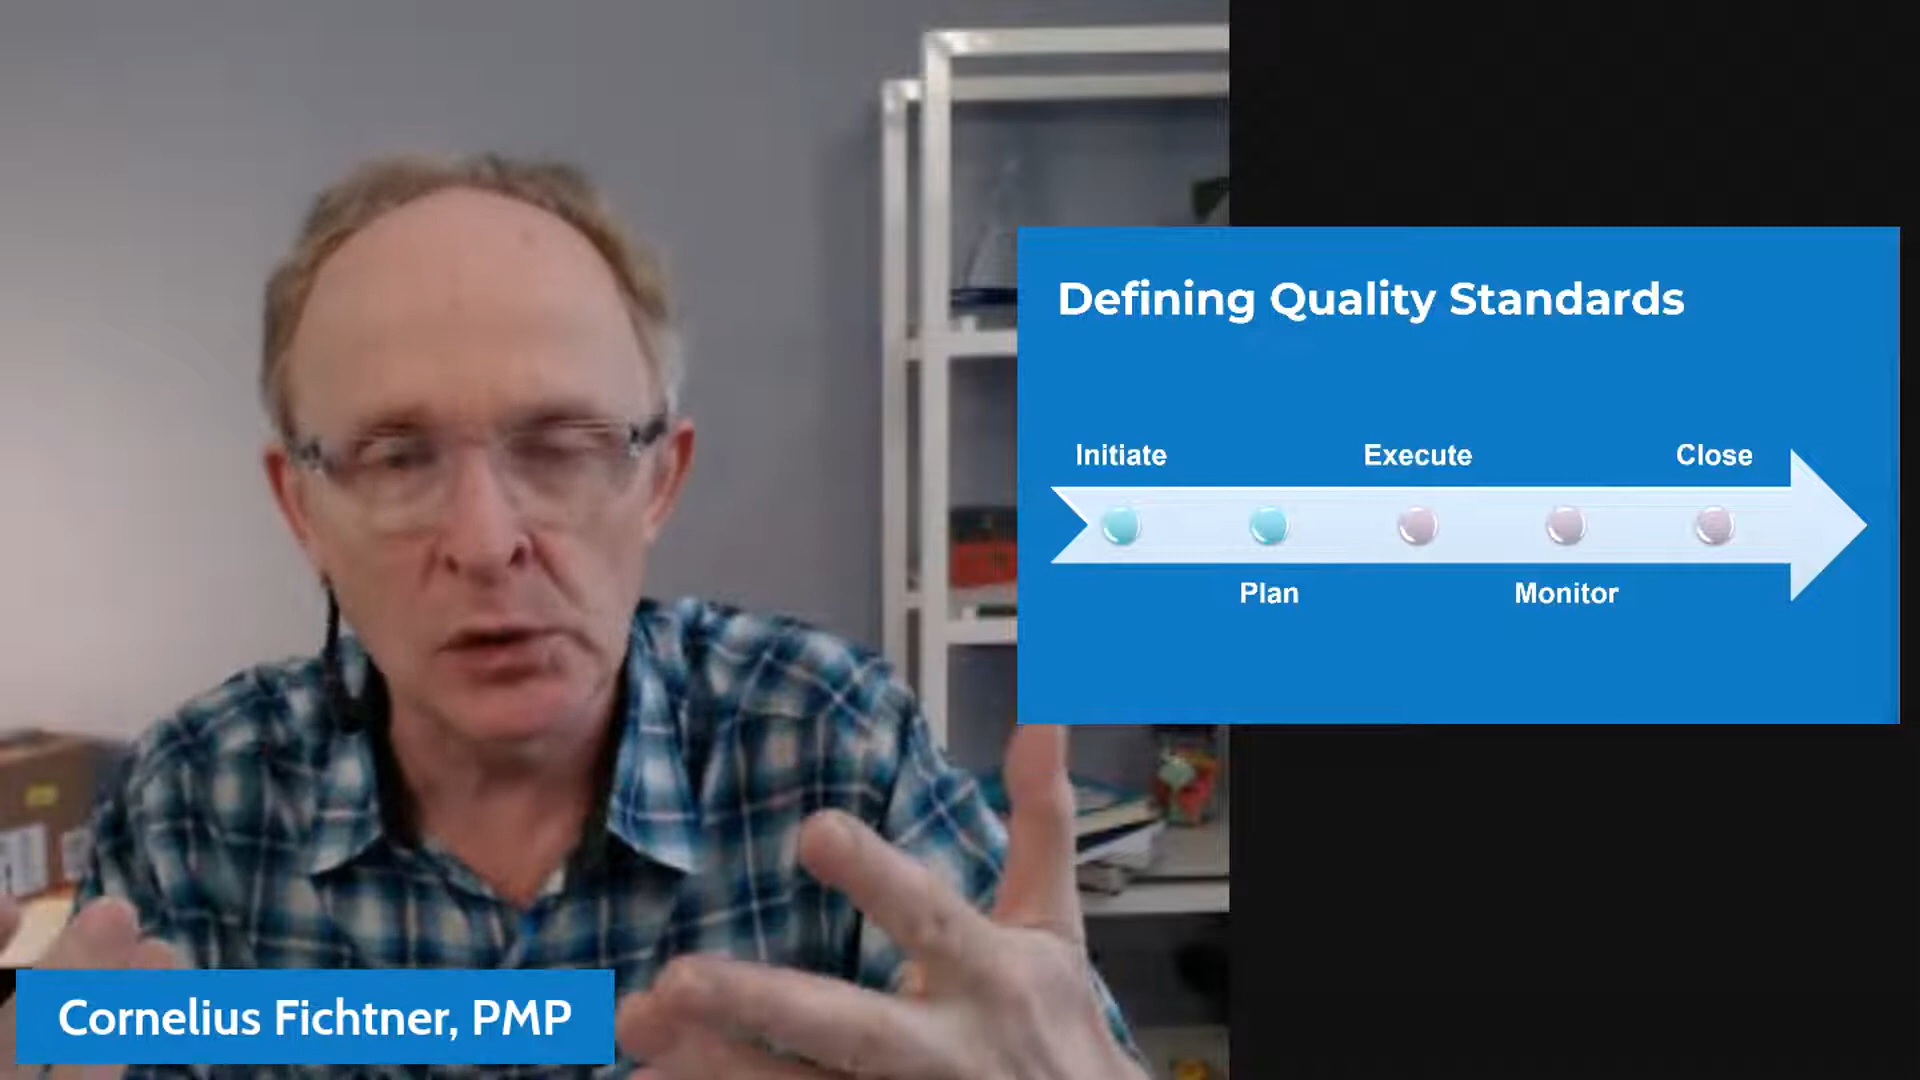 Defining Quality Standards
Initiate
Execute
Close
Plan
Monitor
Cornelius Fichtner, PMP